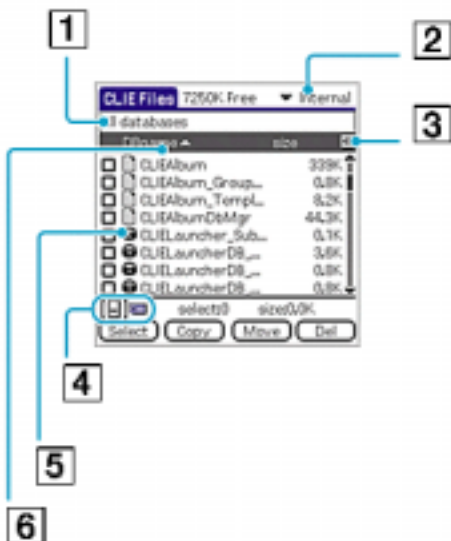 1
2
CLIE Files 7250K Free Internal
All databases
3
DBname size
CLIEAlbum 339K
CLIEAlbum_Group... 0.8K
CLIEAlbum_Templ... 8.2K
CLIEAlbumDbMgr 44.3K
CLIELauncher_Sub... 0.1K
CLIELauncherDB_... 3.6K
CLIELauncherDB_... 0.8K
CLIELauncherDB_... 0.8K
select:0 size:0.0K
Select Copy Move Del
4
5
6